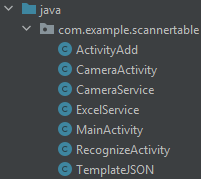 java
com.example.scannertable
ActivityAdd
CameraActivity
CameraService
ExcelService
MainActivity
RecognizeActivity
TemplateJSON